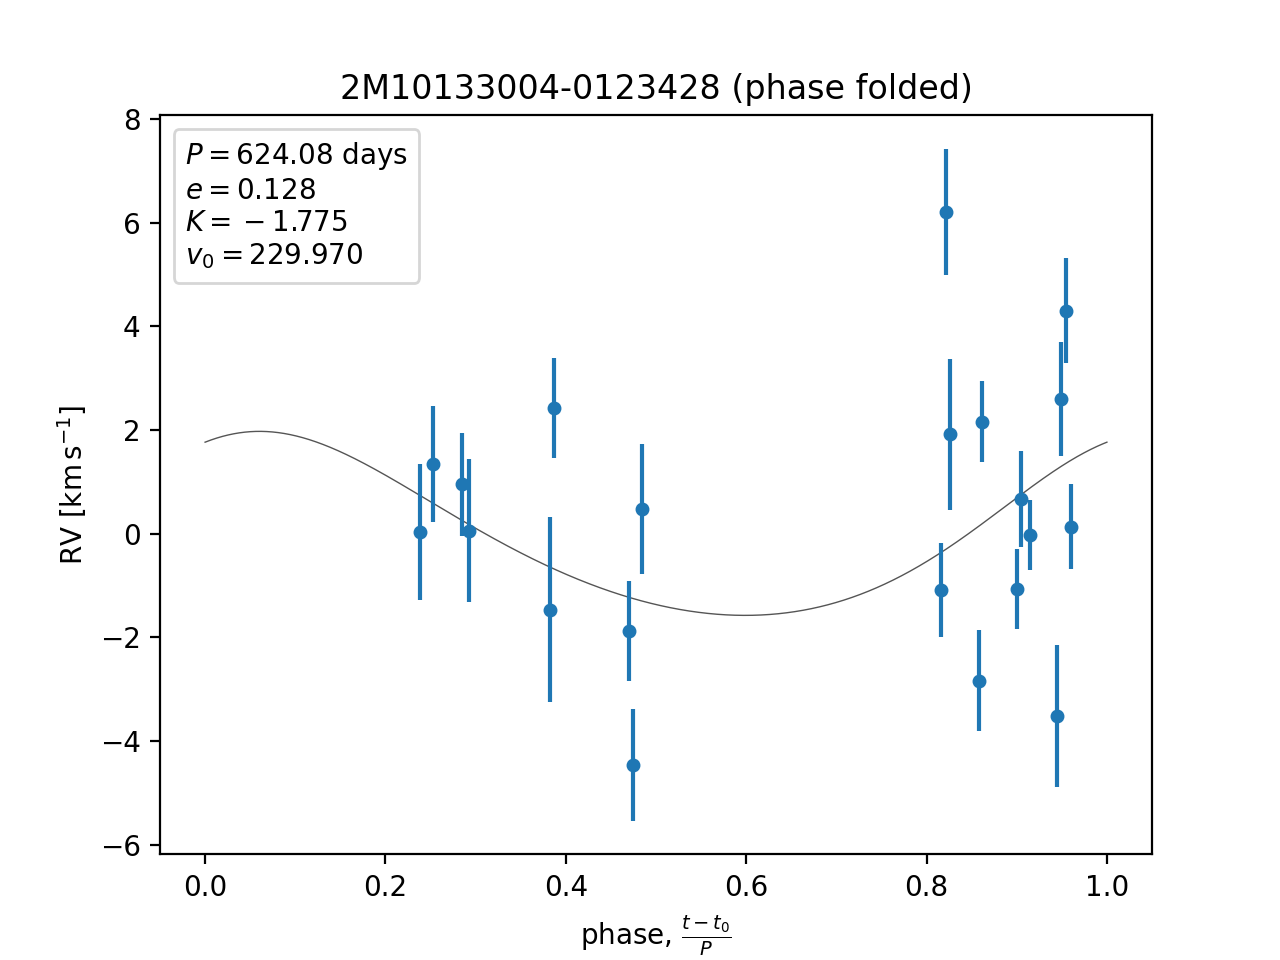 2M10133004-0123428 (phase folded)
P = 624.08 days
e = 0.128
K = −1.775
v₀ = 229.970
RV [km s⁻¹]
8
6
4
2
0
−2
−4
−6
0.0 0.2 0.4 0.6 0.8 1.0
phase, (t − t₀)/P